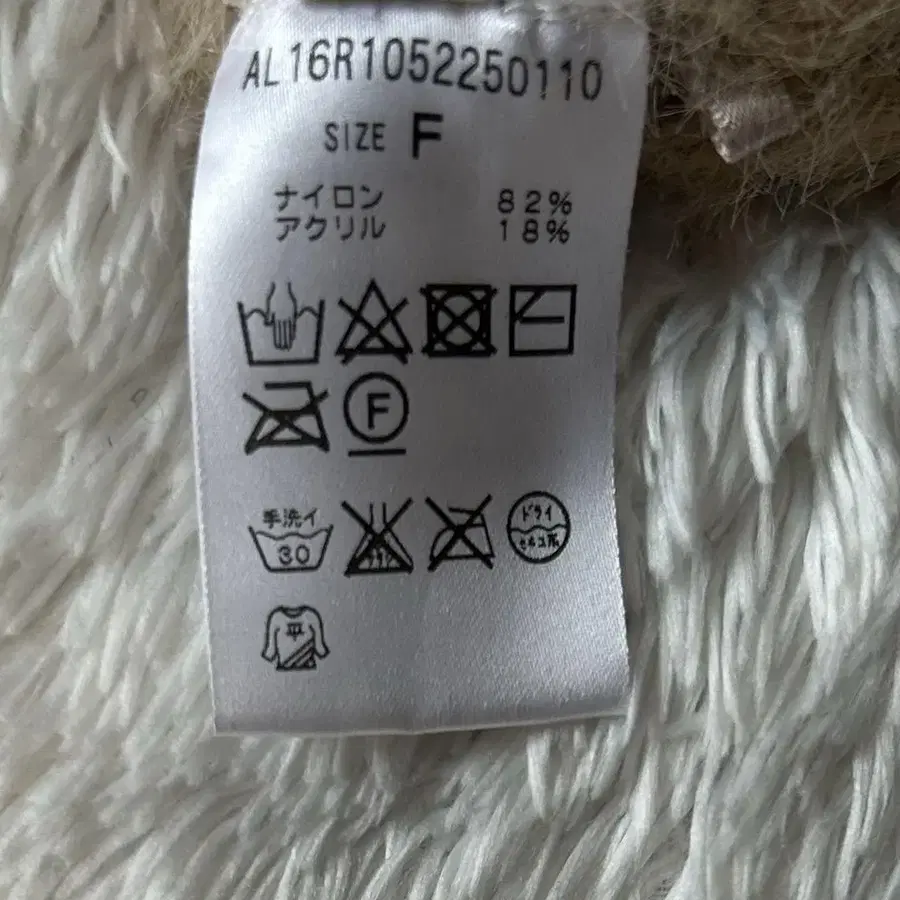 AL16R1052250110
SIZE F
ナイロン 82%
アクリル 18%
F
手洗イ
30
ドライ
セキユ系
平